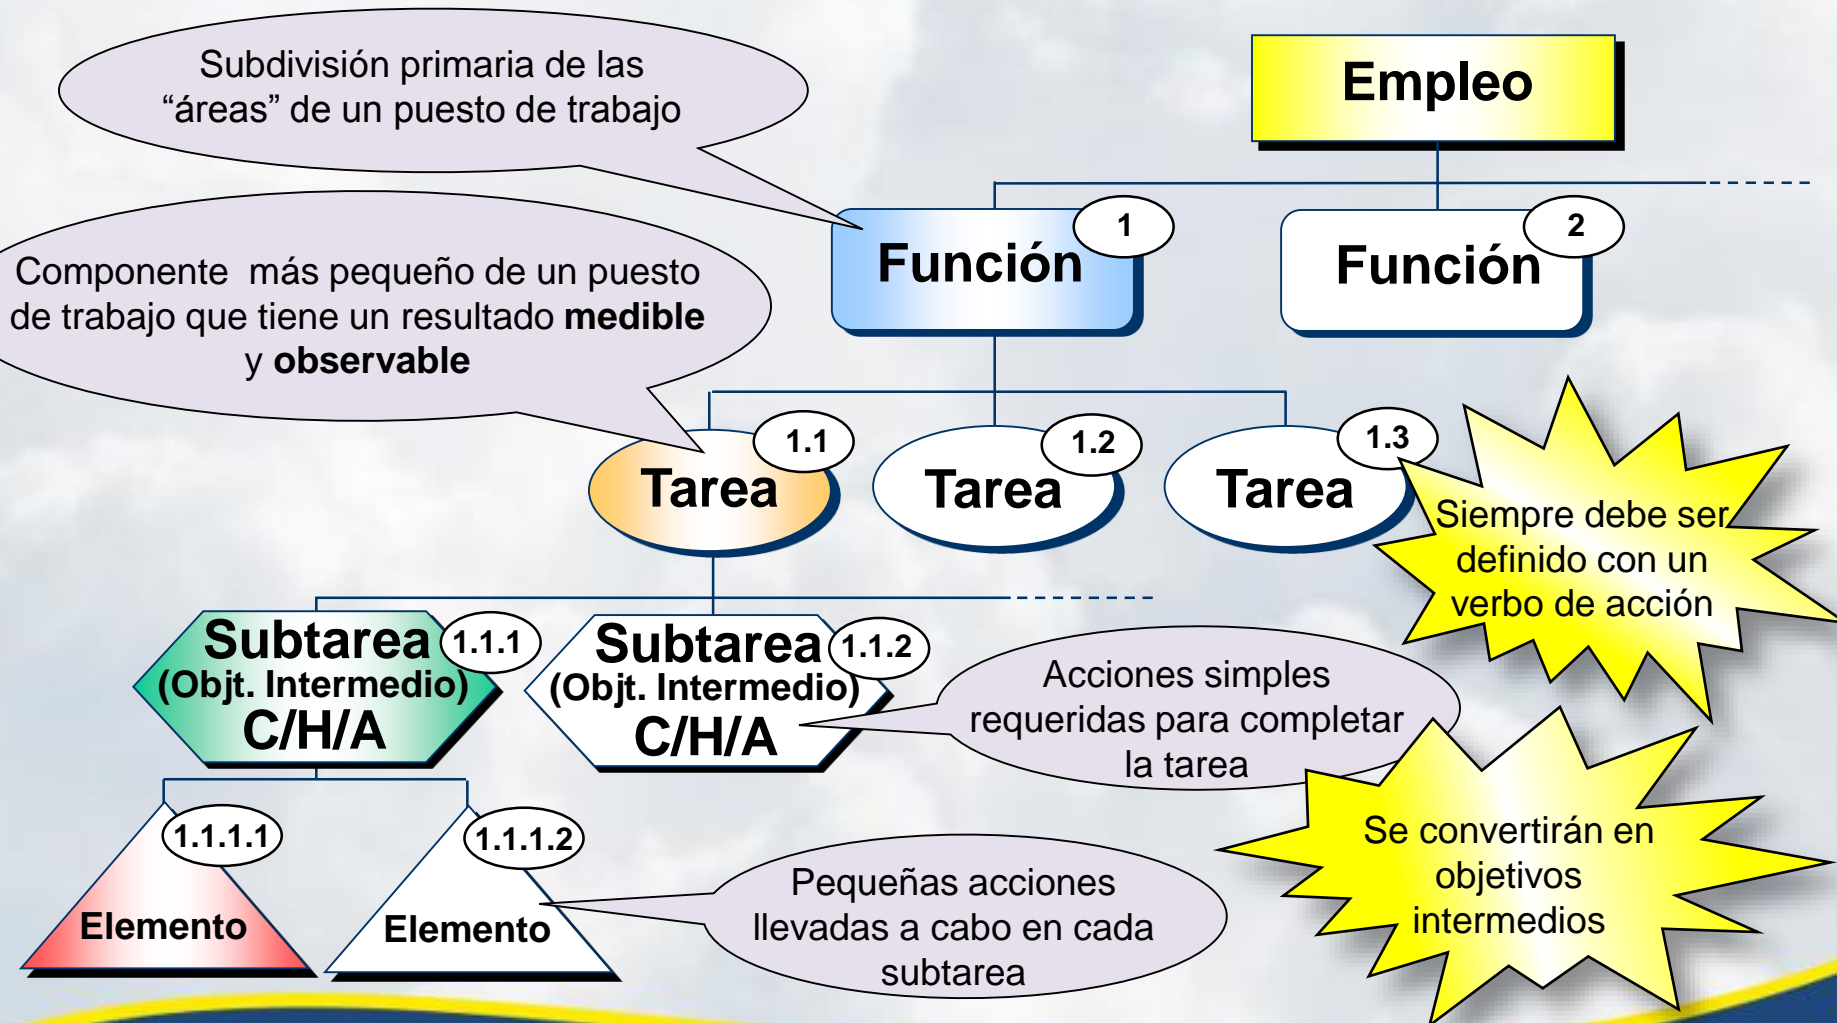 Subdivisión primaria de las
“áreas” de un puesto de trabajo
Empleo
1
Función
2
Función
Componente más pequeño de un puesto
de trabajo que tiene un resultado medible
y observable
1.1
Tarea
1.2
Tarea
1.3
Tarea
Siempre debe ser
definido con un
verbo de acción
Subtarea
(Objt. Intermedio)
C/H/A
1.1.1
Subtarea
(Objt. Intermedio)
C/H/A
1.1.2
Acciones simples
requeridas para completar
la tarea
Se convertirán en
objetivos
intermedios
1.1.1.1
Elemento
1.1.1.2
Elemento
Pequeñas acciones
llevadas a cabo en cada
subtarea